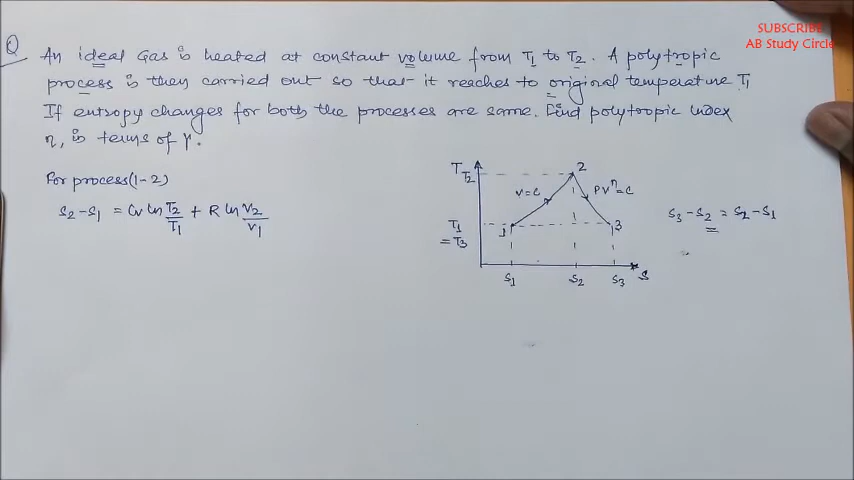 SUBSCRIBE
AB Study Circle
Q An ideal Gas is heated at constant volume from T1 to T2. A polytropic
process is then carried out so that it reaches to original temperature T1
If entropy changes for both the processes are same. Find polytropic index
η, in terms of γ.
For process(1-2)
S2-S1 = Cv ln T2/T1 + R ln V2/V1
T
T2
2
V=C
PVη=C
T1
= T3
1
3
S1
S2
S3
S
S3-S2 = S2-S1